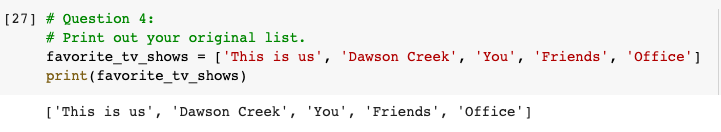 [27] # Question 4:
# Print out your original list.
favorite_tv_shows = ['This is us', 'Dawson Creek', 'You', 'Friends', 'Office']
print(favorite_tv_shows)
['This is us', 'Dawson Creek', 'You', 'Friends', 'Office']